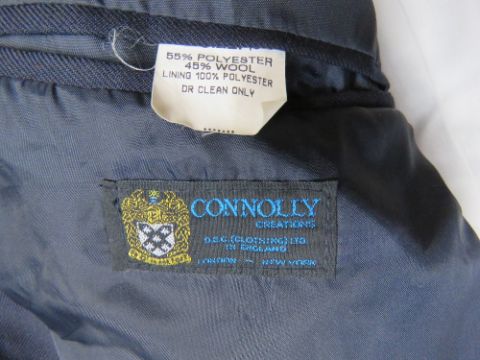 55% POLYESTER
45% WOOL
LINING 100% POLYESTER
DR CLEAN ONLY
CONNOLLY
CREATIONS
(CLOTHING) LTD
IN ENGLAND
LONDON - NEW YORK